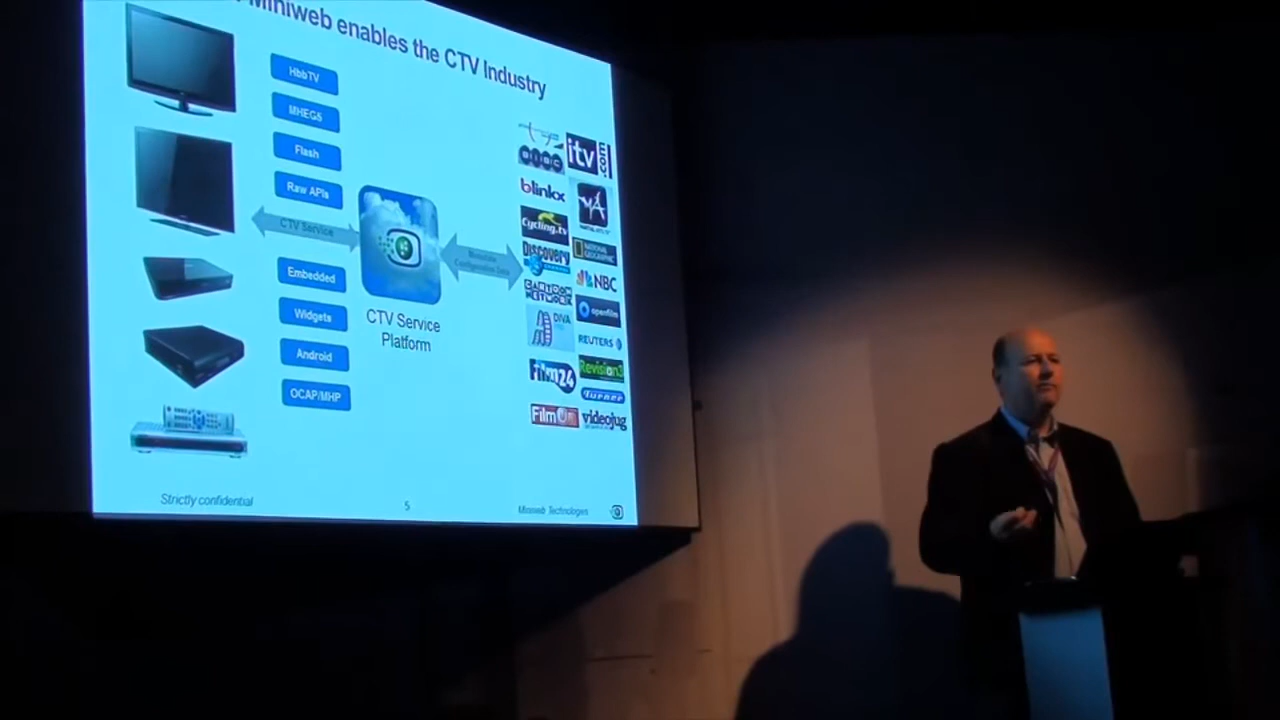 Miniweb enables the CTV Industry
HbbTV
MHEG5
Flash
Raw APIs
CTV Service
Embedded
Widgets
Android
OCAP/MHP
CTV Service
Platform
itv.com
blinkx
Cycling.tv
Discovery
CHANNEL
NATIONAL
GEOGRAPHIC
NBC
CARTOON
NETWORK
openfilm
DIVA
REUTERS
Film24
Revision3
TURNER
FilmOn
videojug
Strictly confidential
5
Miniweb Technologies